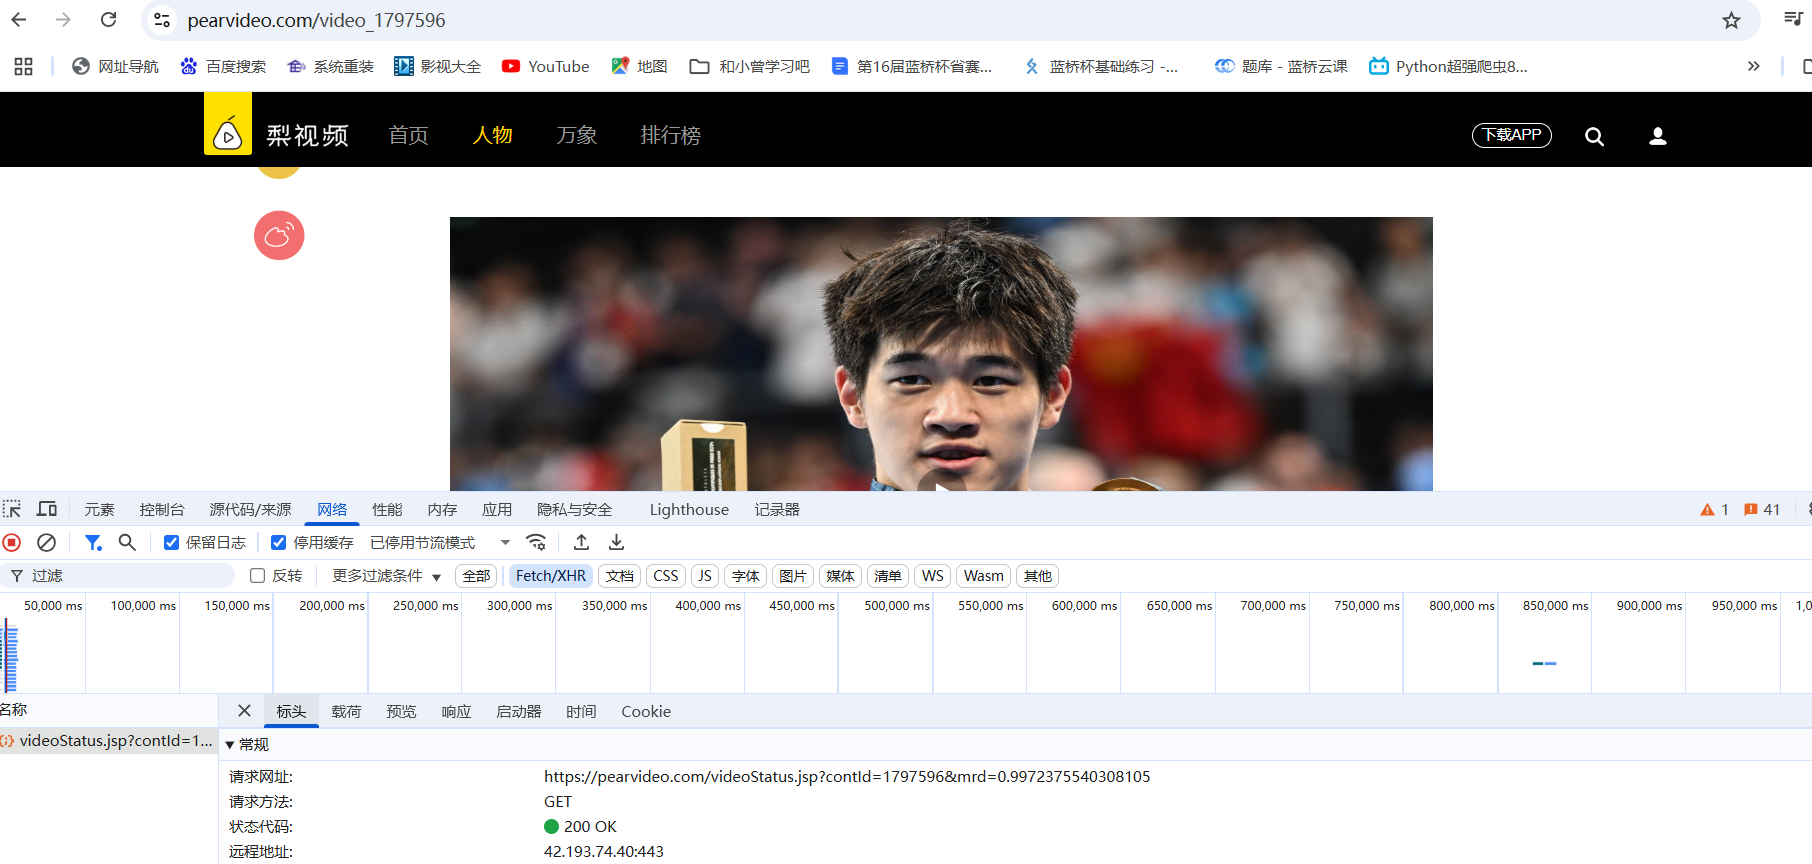 pearvideo.com/video_1797596
网址导航 百度搜索 系统重装 影视大全 YouTube 地图 和小曾学习吧 第16届蓝桥杯省赛... 蓝桥杯基础练习 -... 题库 - 蓝桥云课 Python超强爬虫8... »
梨视频 首页 人物 万象 排行榜 下载APP
元素 控制台 源代码/来源 网络 性能 内存 应用 隐私与安全 Lighthouse 记录器 1 41
保留日志 停用缓存 已停用节流模式
过滤 反转 更多过滤条件 全部 Fetch/XHR 文档 CSS JS 字体 图片 媒体 清单 WS Wasm 其他
50,000 ms 100,000 ms 150,000 ms 200,000 ms 250,000 ms 300,000 ms 350,000 ms 400,000 ms 450,000 ms 500,000 ms 550,000 ms 600,000 ms 650,000 ms 700,000 ms 750,000 ms 800,000 ms 850,000 ms 900,000 ms 950,000 ms 1,0
名称 标头 载荷 预览 响应 启动器 时间 Cookie
videoStatus.jsp?contId=1... 常规
请求网址: https://pearvideo.com/videoStatus.jsp?contId=1797596&mrd=0.9972375540308105
请求方法: GET
状态代码: 200 OK
远程地址: 42.193.74.40:443